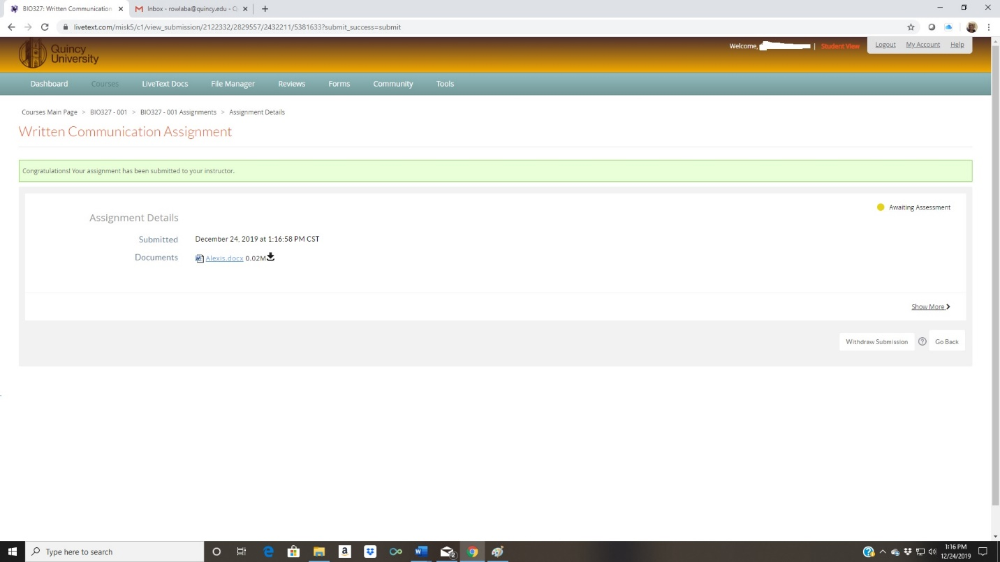 BIO327: Written Communication
Inbox - rowlaba@quincy.edu - Q
livetext.com/misk5/c1/view_submission/2122332/2829557/2432211/5381633?submit_success=submit
Quincy
University
Welcome, | Student View Logout My Account Help
Dashboard Courses LiveText Docs File Manager Reviews Forms Community Tools
Courses Main Page > BIO327 - 001 > BIO327 - 001 Assignments > Assignment Details
Written Communication Assignment
Congratulations! Your assignment has been submitted to your instructor.
Awaiting Assessment
Assignment Details
Submitted December 24, 2019 at 1:16:58 PM CST
Documents Alexis.docx 0.02M
Show More
Withdraw Submission ? Go Back
Type here to search
1:16 PM
12/24/2019